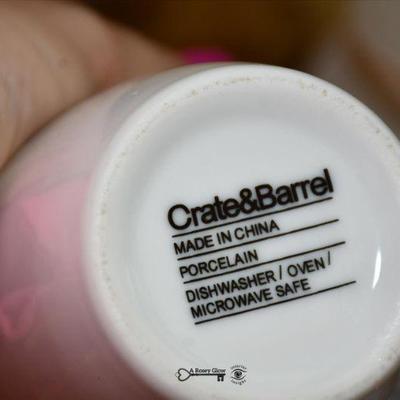 Crate&Barrel
MADE IN CHINA
PORCELAIN
DISHWASHER / OVEN /
MICROWAVE SAFE
A Rosey Glow